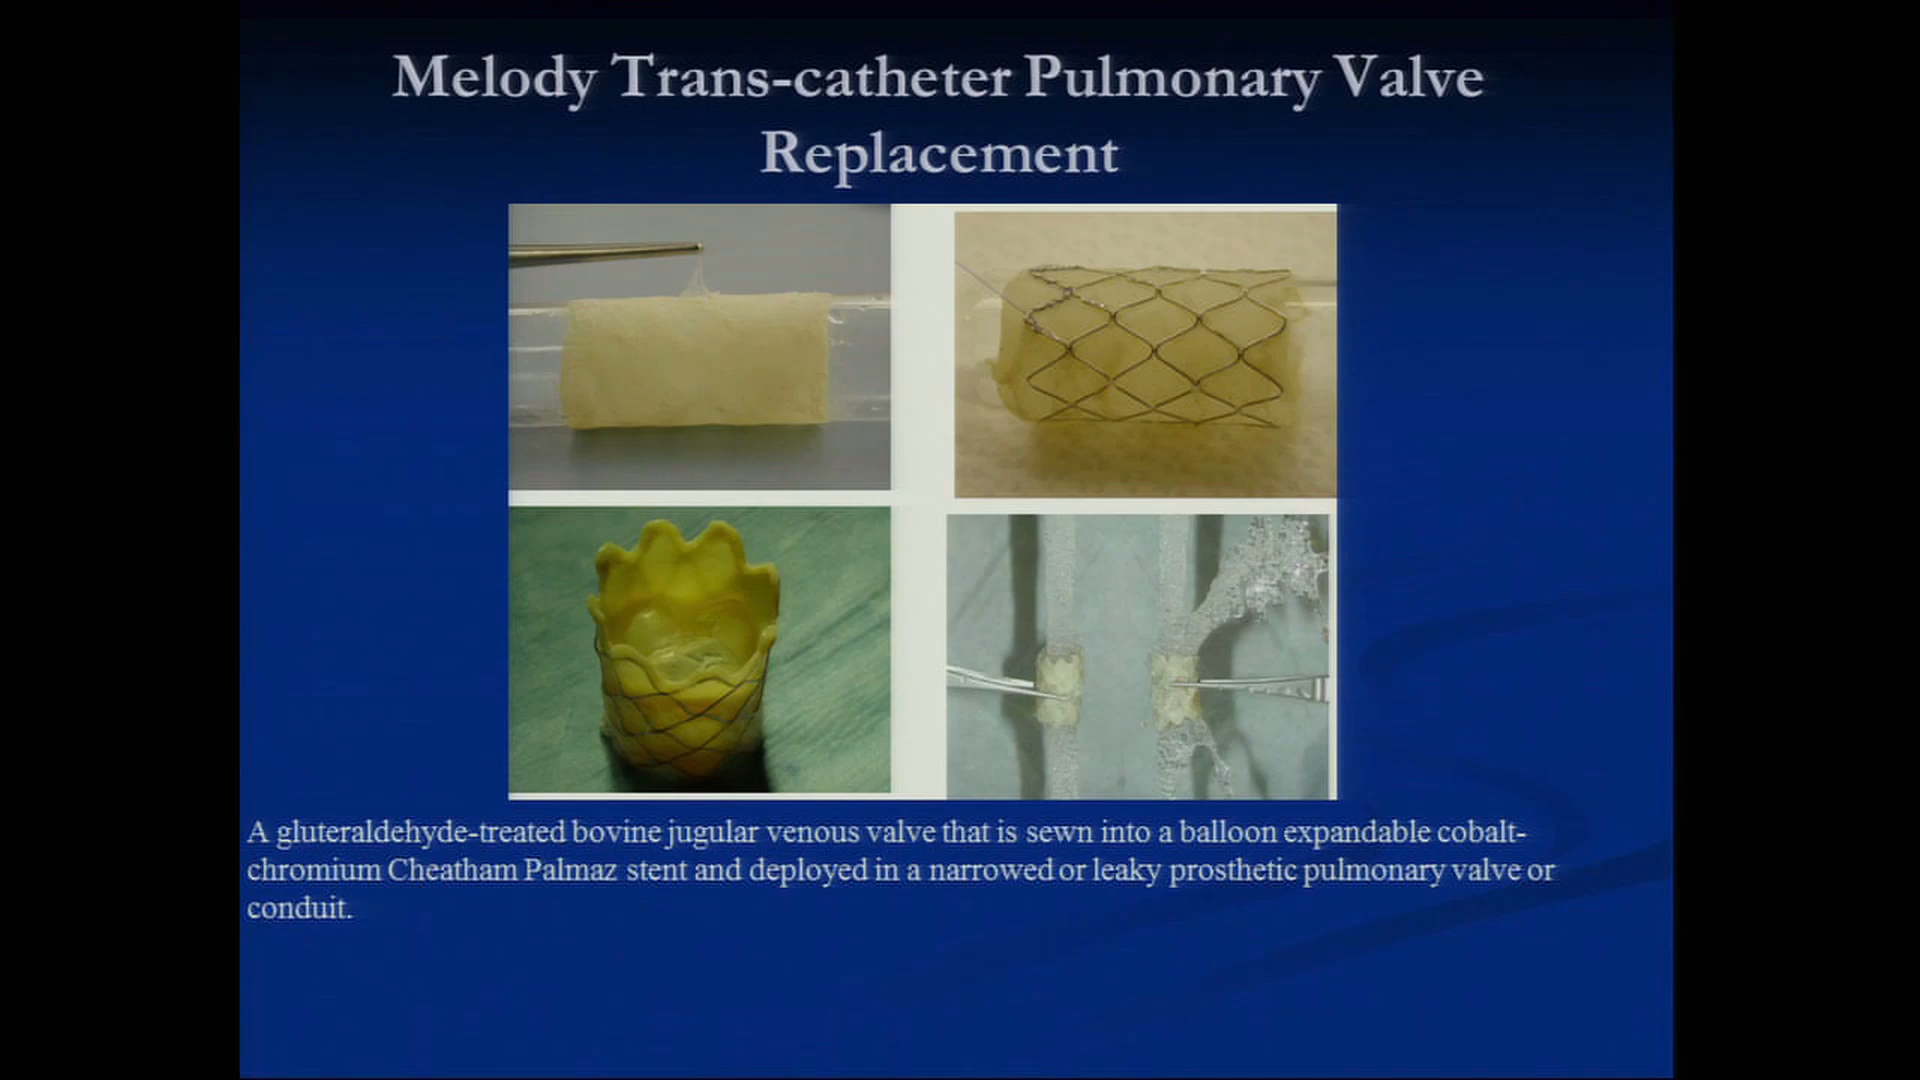 Melody Trans-catheter Pulmonary Valve
Replacement
A gluteraldehyde-treated bovine jugular venous valve that is sewn into a balloon expandable cobalt-
chromium Cheatham Palmaz stent and deployed in a narrowed or leaky prosthetic pulmonary valve or
conduit.